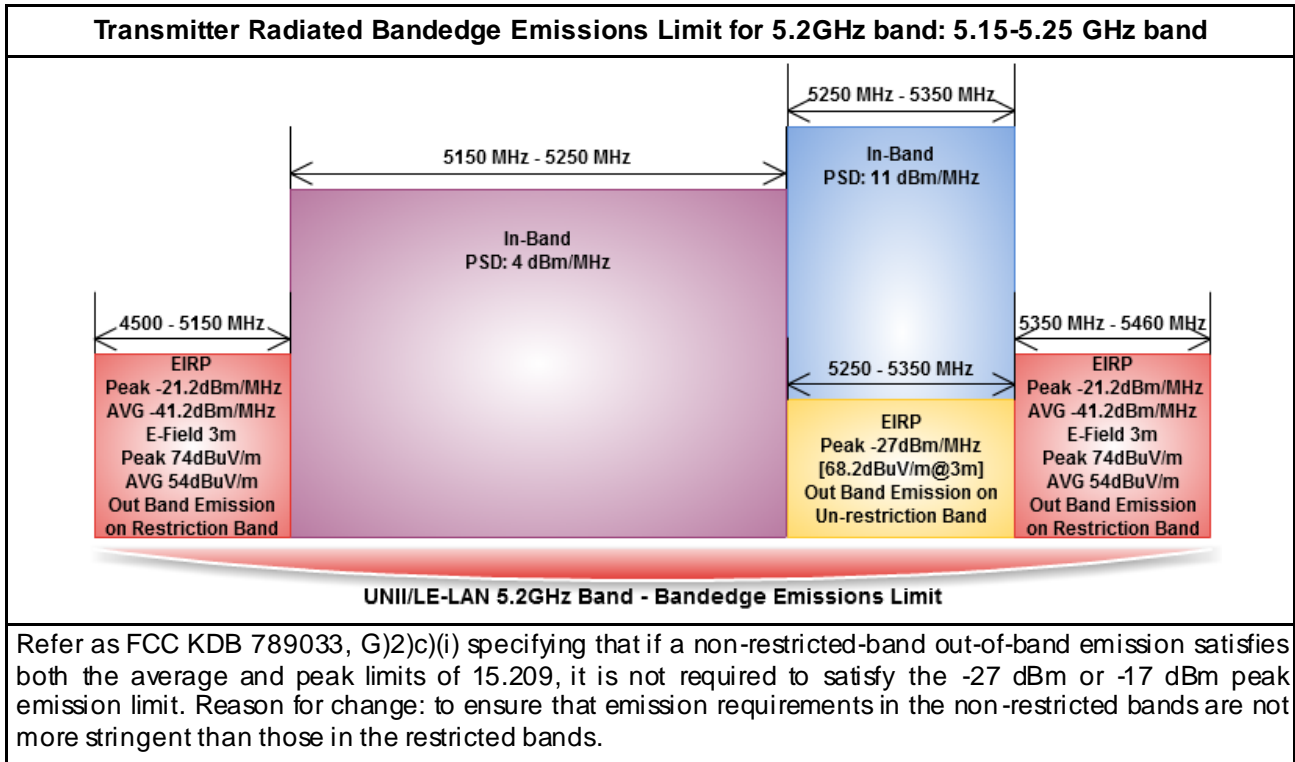 Transmitter Radiated Bandedge Emissions Limit for 5.2GHz band: 5.15-5.25 GHz band
5250 MHz - 5350 MHz
5150 MHz - 5250 MHz
In-Band
PSD: 11 dBm/MHz
In-Band
PSD: 4 dBm/MHz
4500 - 5150 MHz
EIRP
Peak -21.2dBm/MHz
AVG -41.2dBm/MHz
E-Field 3m
Peak 74dBuV/m
AVG 54dBuV/m
Out Band Emission
on Restriction Band
5250 - 5350 MHz
EIRP
Peak -27dBm/MHz
[68.2dBuV/m@3m]
Out Band Emission on
Un-restriction Band
5350 MHz - 5460 MHz
EIRP
Peak -21.2dBm/MHz
AVG -41.2dBm/MHz
E-Field 3m
Peak 74dBuV/m
AVG 54dBuV/m
Out Band Emission
on Restriction Band
UNII/LE-LAN 5.2GHz Band - Bandedge Emissions Limit
Refer as FCC KDB 789033, G)2)c)(i) specifying that if a non-restricted-band out-of-band emission satisfies
both the average and peak limits of 15.209, it is not required to satisfy the -27 dBm or -17 dBm peak
emission limit. Reason for change: to ensure that emission requirements in the non-restricted bands are not
more stringent than those in the restricted bands.